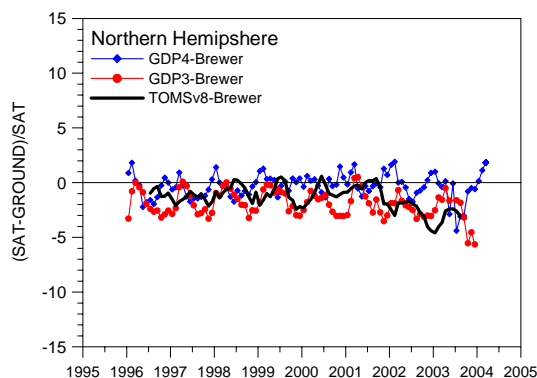 15
10
5
0
-5
-10
-15
(SAT-GROUND)/SAT
Northern Hemipshere
GDP4-Brewer
GDP3-Brewer
TOMSv8-Brewer
1995 1996 1997 1998 1999 2000 2001 2002 2003 2004 2005